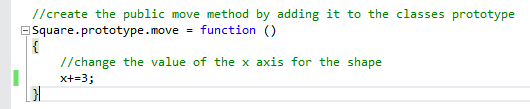 //create the public move method by adding it to the classes prototype
Square.prototype.move = function ()
{
//change the value of the x axis for the shape
x+=3;
}